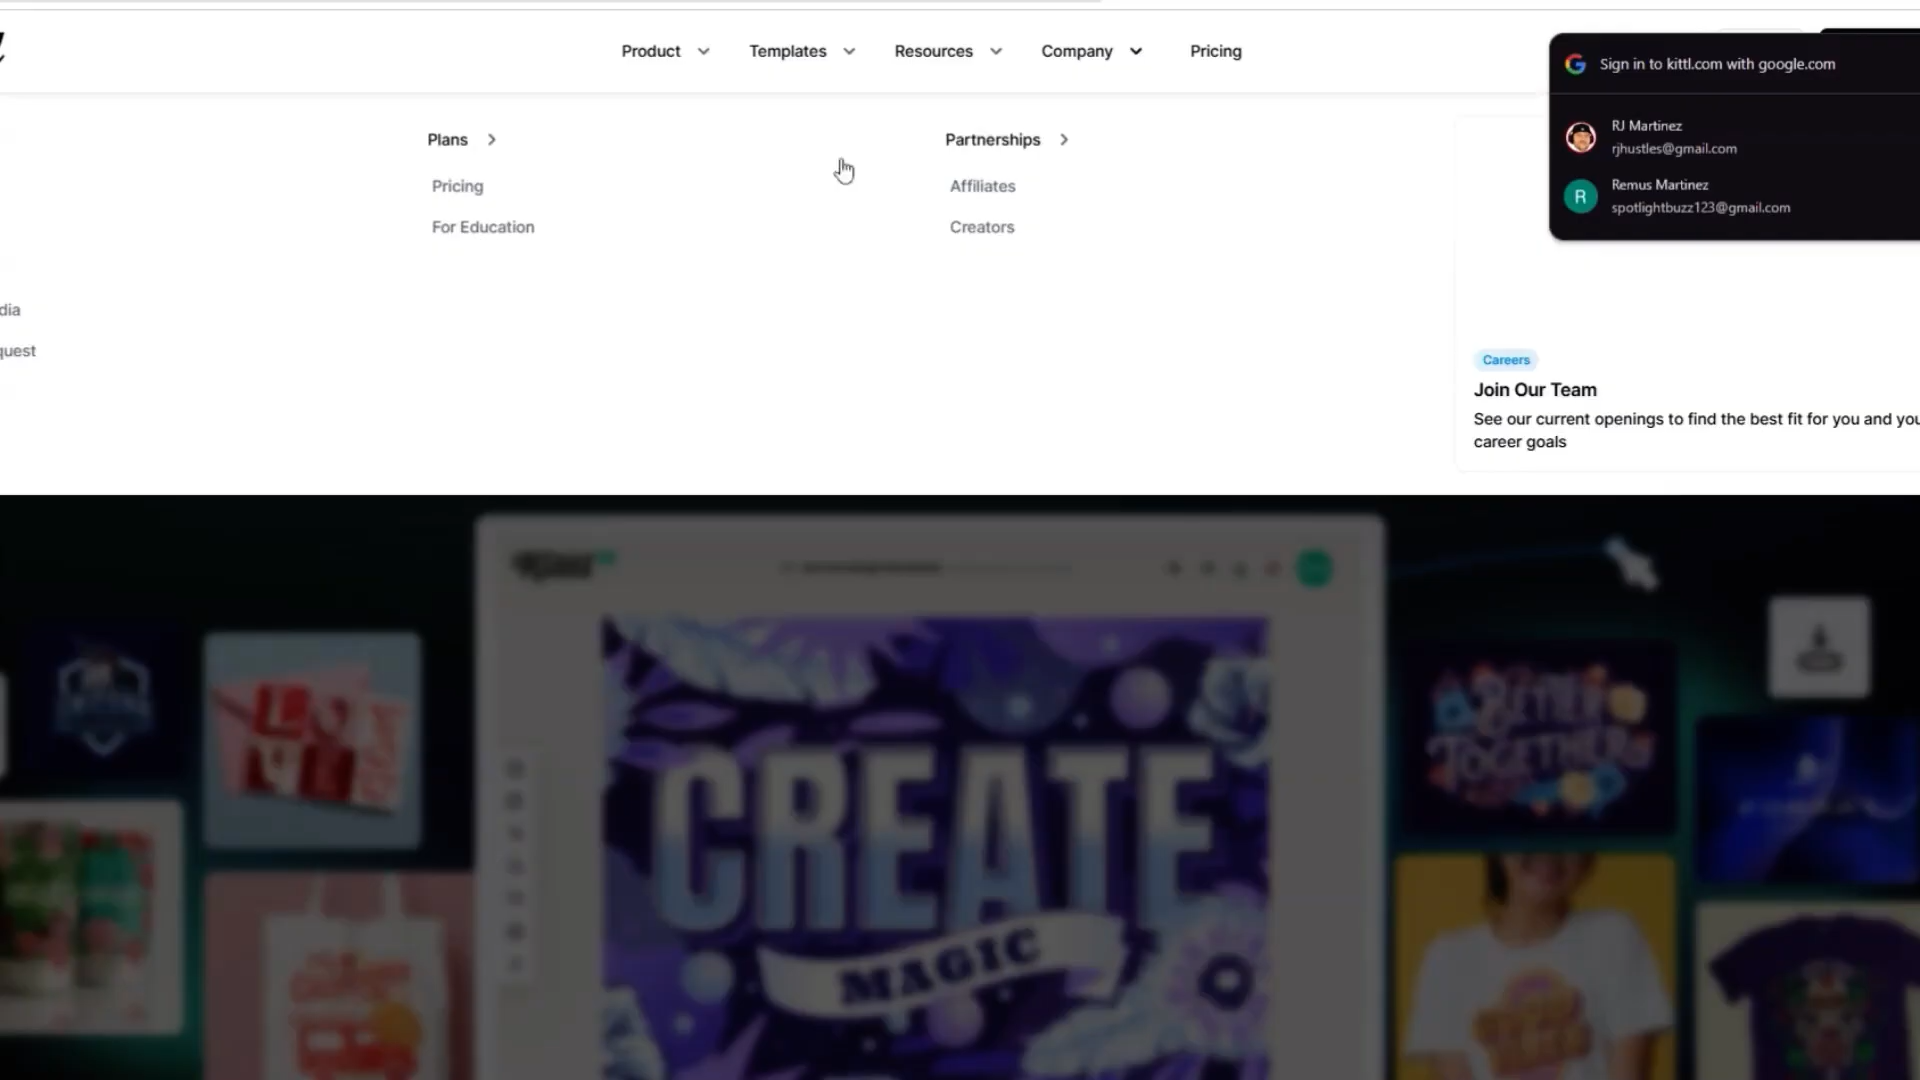 Product
Templates
Resources
Company
Pricing
Sign in to kittl.com with google.com
RJ Martinez
rjhustles@gmail.com
Remus Martinez
R
spotlightbuzz123@gmail.com
Plans
Pricing
For Education
Partnerships
Affiliates
Creators
dia
quest
Careers
Join Our Team
See our current openings to find the best fit for you and you
career goals
CREATE
MAGIC
BETTER
TOGETHER